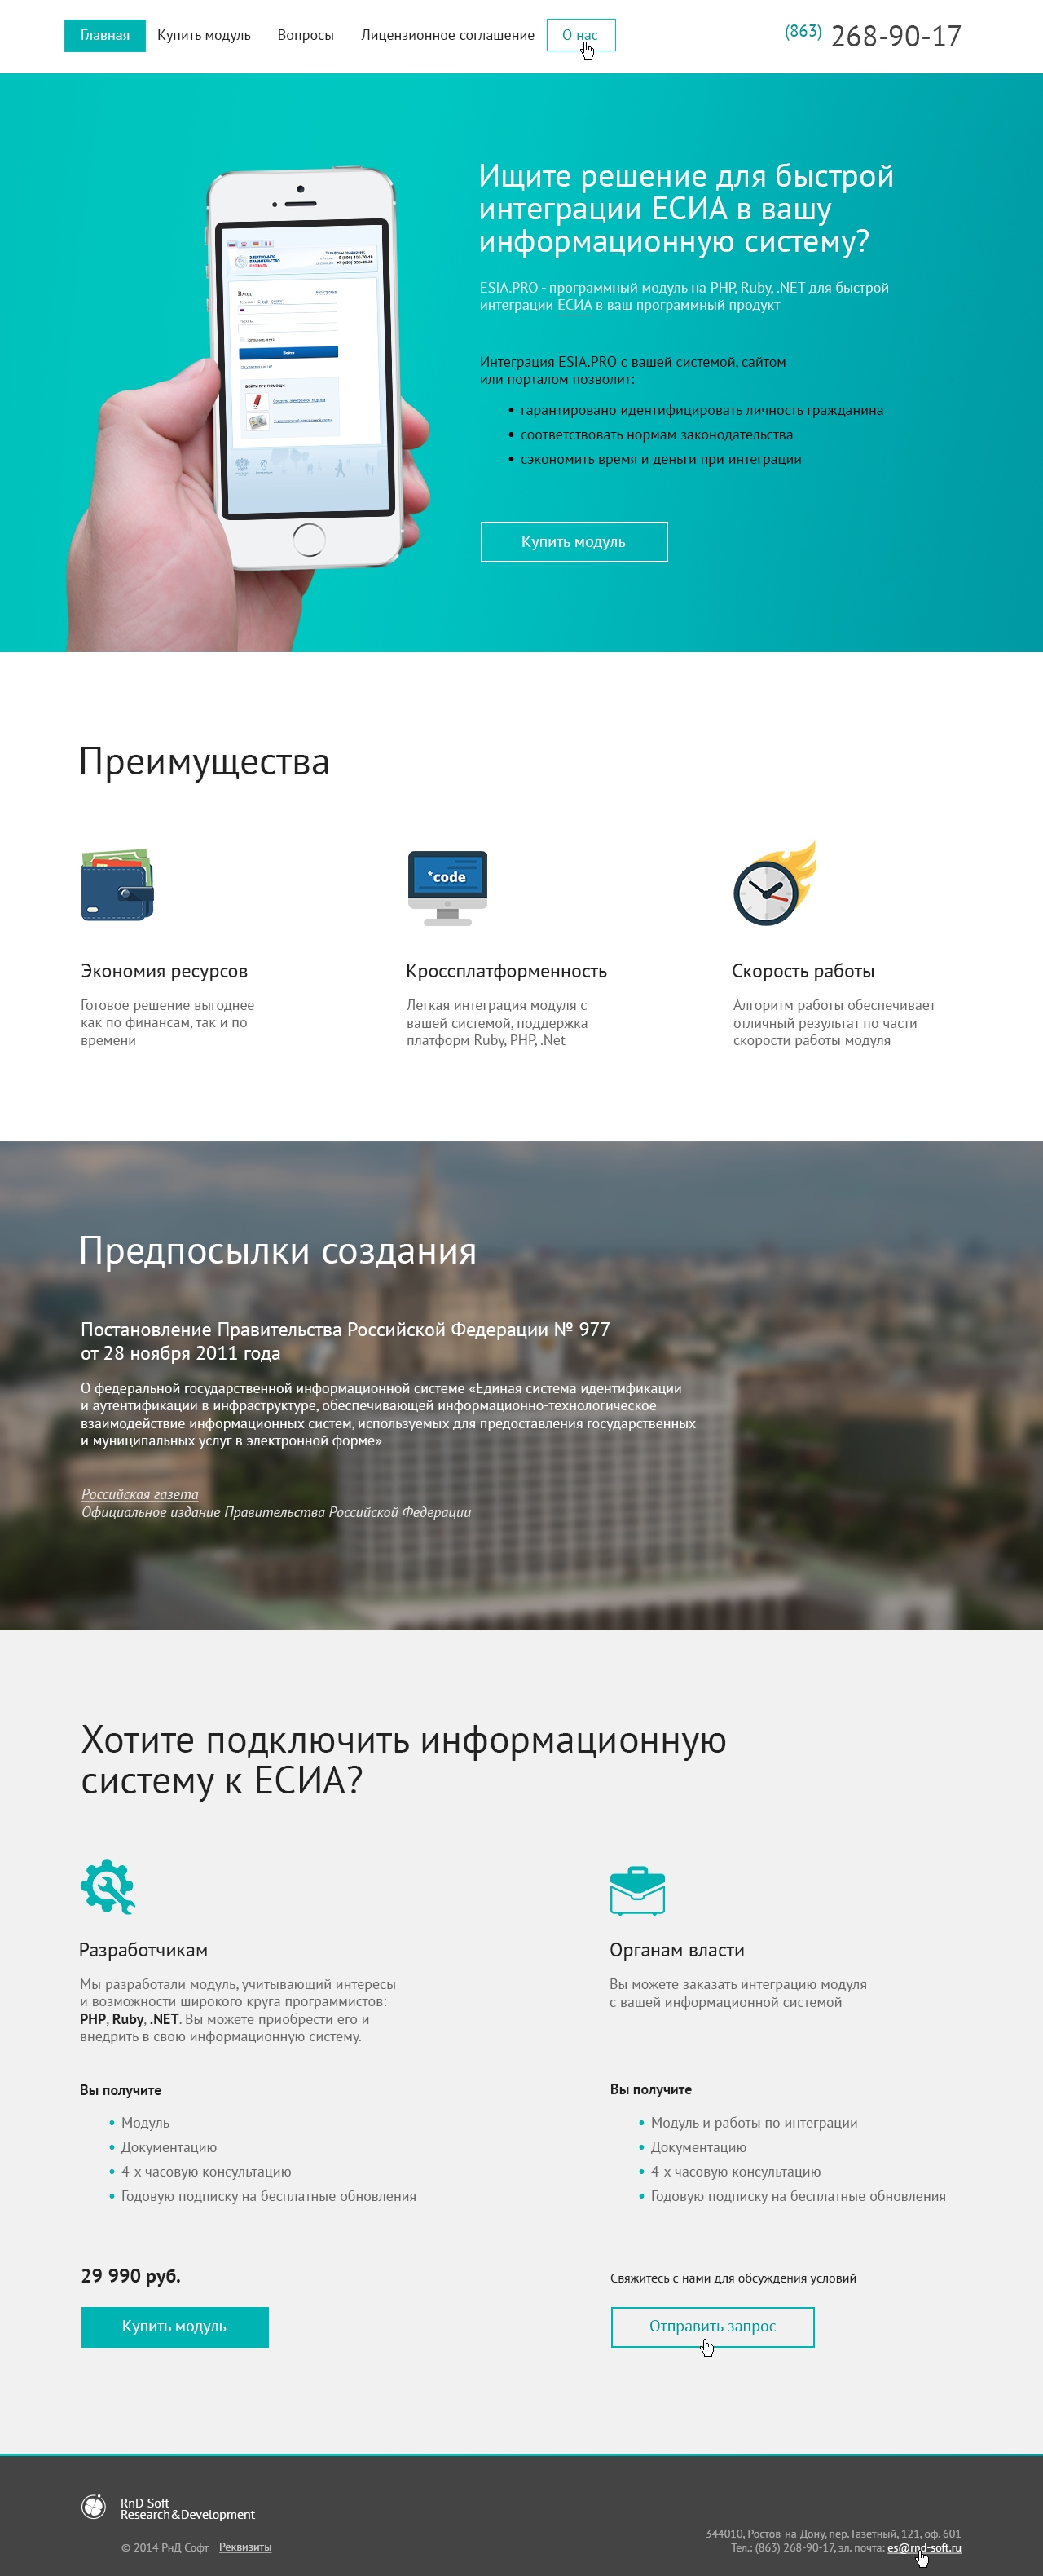 Главная
Купить модуль
Вопросы
Лицензионное соглашение
О нас
(863) 268-90-17
Ищите решение для быстрой
интеграции ЕСИА в вашу
информационную систему?
ESIA.PRO - программный модуль на PHP, Ruby, .NET для быстрой
интеграции ЕСИА в ваш программный продукт
Интеграция ESIA.PRO с вашей системой, сайтом
или порталом позволит:
• гарантировано идентифицировать личность гражданина
• соответствовать нормам законодательства
• сэкономить время и деньги при интеграции
Купить модуль
ЭЛЕКТРОННОЕ
ПРАВИТЕЛЬСТВО
Вход
Войти
ВОЙТИ ПРИ ПОМОЩИ
Преимущества
*code
Экономия ресурсов
Готовое решение выгоднее
как по финансам, так и по
времени
Кроссплатформенность
Легкая интеграция модуля с
вашей системой, поддержка
платформ Ruby, PHP, .Net
Скорость работы
Алгоритм работы обеспечивает
отличный результат по части
скорости работы модуля
Предпосылки создания
Постановление Правительства Российской Федерации № 977
от 28 ноября 2011 года
О федеральной государственной информационной системе «Единая система идентификации
и аутентификации в инфраструктуре, обеспечивающей информационно-технологическое
взаимодействие информационных систем, используемых для предоставления государственных
и муниципальных услуг в электронной форме»
Российская газета
Официальное издание Правительства Российской Федерации
Хотите подключить информационную
систему к ЕСИА?
Разработчикам
Мы разработали модуль, учитывающий интересы
и возможности широкого круга программистов:
PHP, Ruby, .NET. Вы можете приобрести его и
внедрить в свою информационную систему.
Вы получите
• Модуль
• Документацию
• 4-х часовую консультацию
• Годовую подписку на бесплатные обновления
29 990 руб.
Купить модуль
Органам власти
Вы можете заказать интеграцию модуля
с вашей информационной системой
Вы получите
• Модуль и работы по интеграции
• Документацию
• 4-х часовую консультацию
• Годовую подписку на бесплатные обновления
Свяжитесь с нами для обсуждения условий
Отправить запрос
RnD Soft
Research&Development
© 2014 РнД Софт Реквизиты
344010, Ростов-на-Дону, пер. Газетный, 121, оф. 601
Тел.: (863) 268-90-17, эл. почта: es@rnd-soft.ru